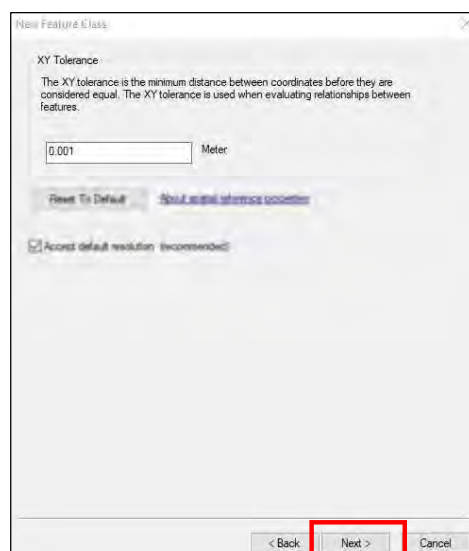 New Feature Class
XY Tolerance
The XY tolerance is the minimum distance between coordinates before they are
considered equal. The XY tolerance is used when evaluating relationships between
features.
0.001 Meter
Reset To Default About spatial reference properties
Accept default resolution (recommended)
< Back Next > Cancel